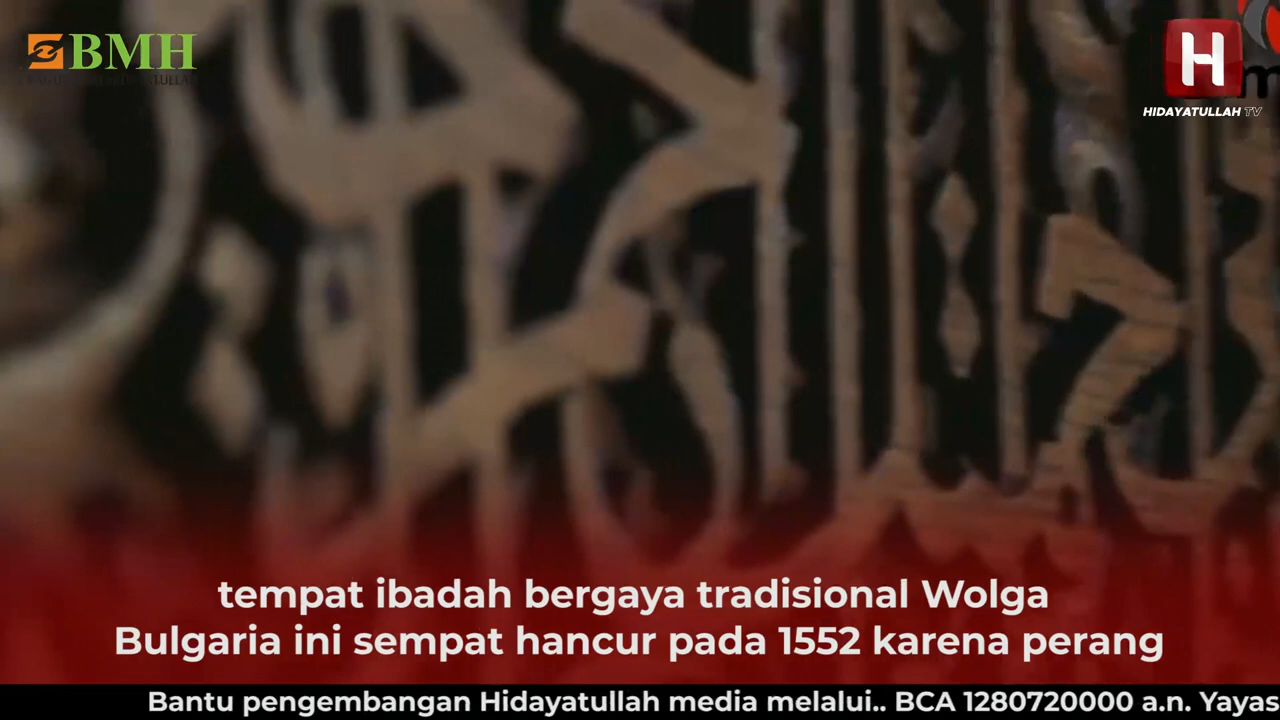 BMH
H
HIDAYATULLAH TV
tempat ibadah bergaya tradisional Wolga
Bulgaria ini sempat hancur pada 1552 karena perang
Bantu pengembangan Hidayatullah media melalui.. BCA 1280720000 a.n. Yayas